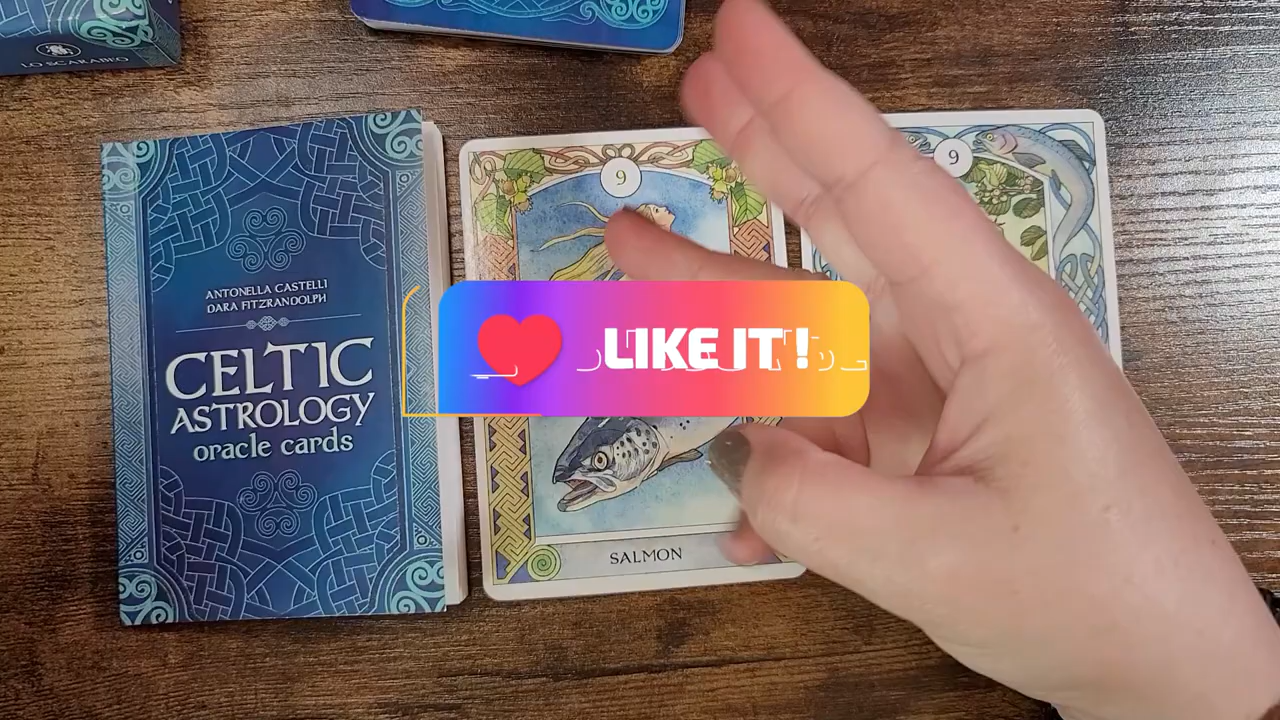 LO SCARABEO
ANTONELLA CASTELLI
DARA FITZRANDOLPH
CELTIC
ASTROLOGY
oracle cards
9
9
LIKE IT!
SALMON